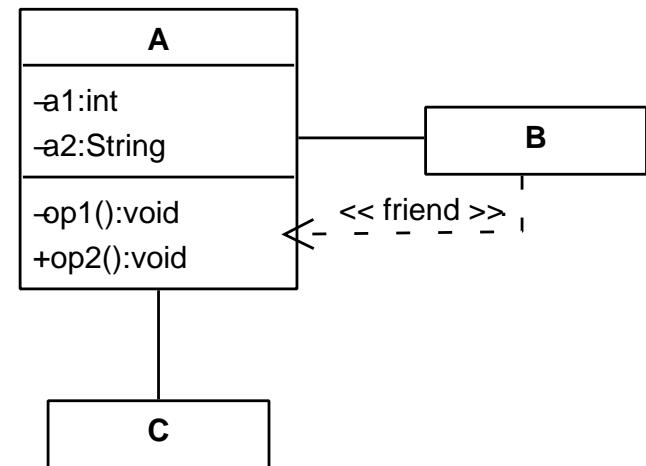 A
-a1:int
-a2:String
B
-op1():void
<< friend >>
+op2():void
C